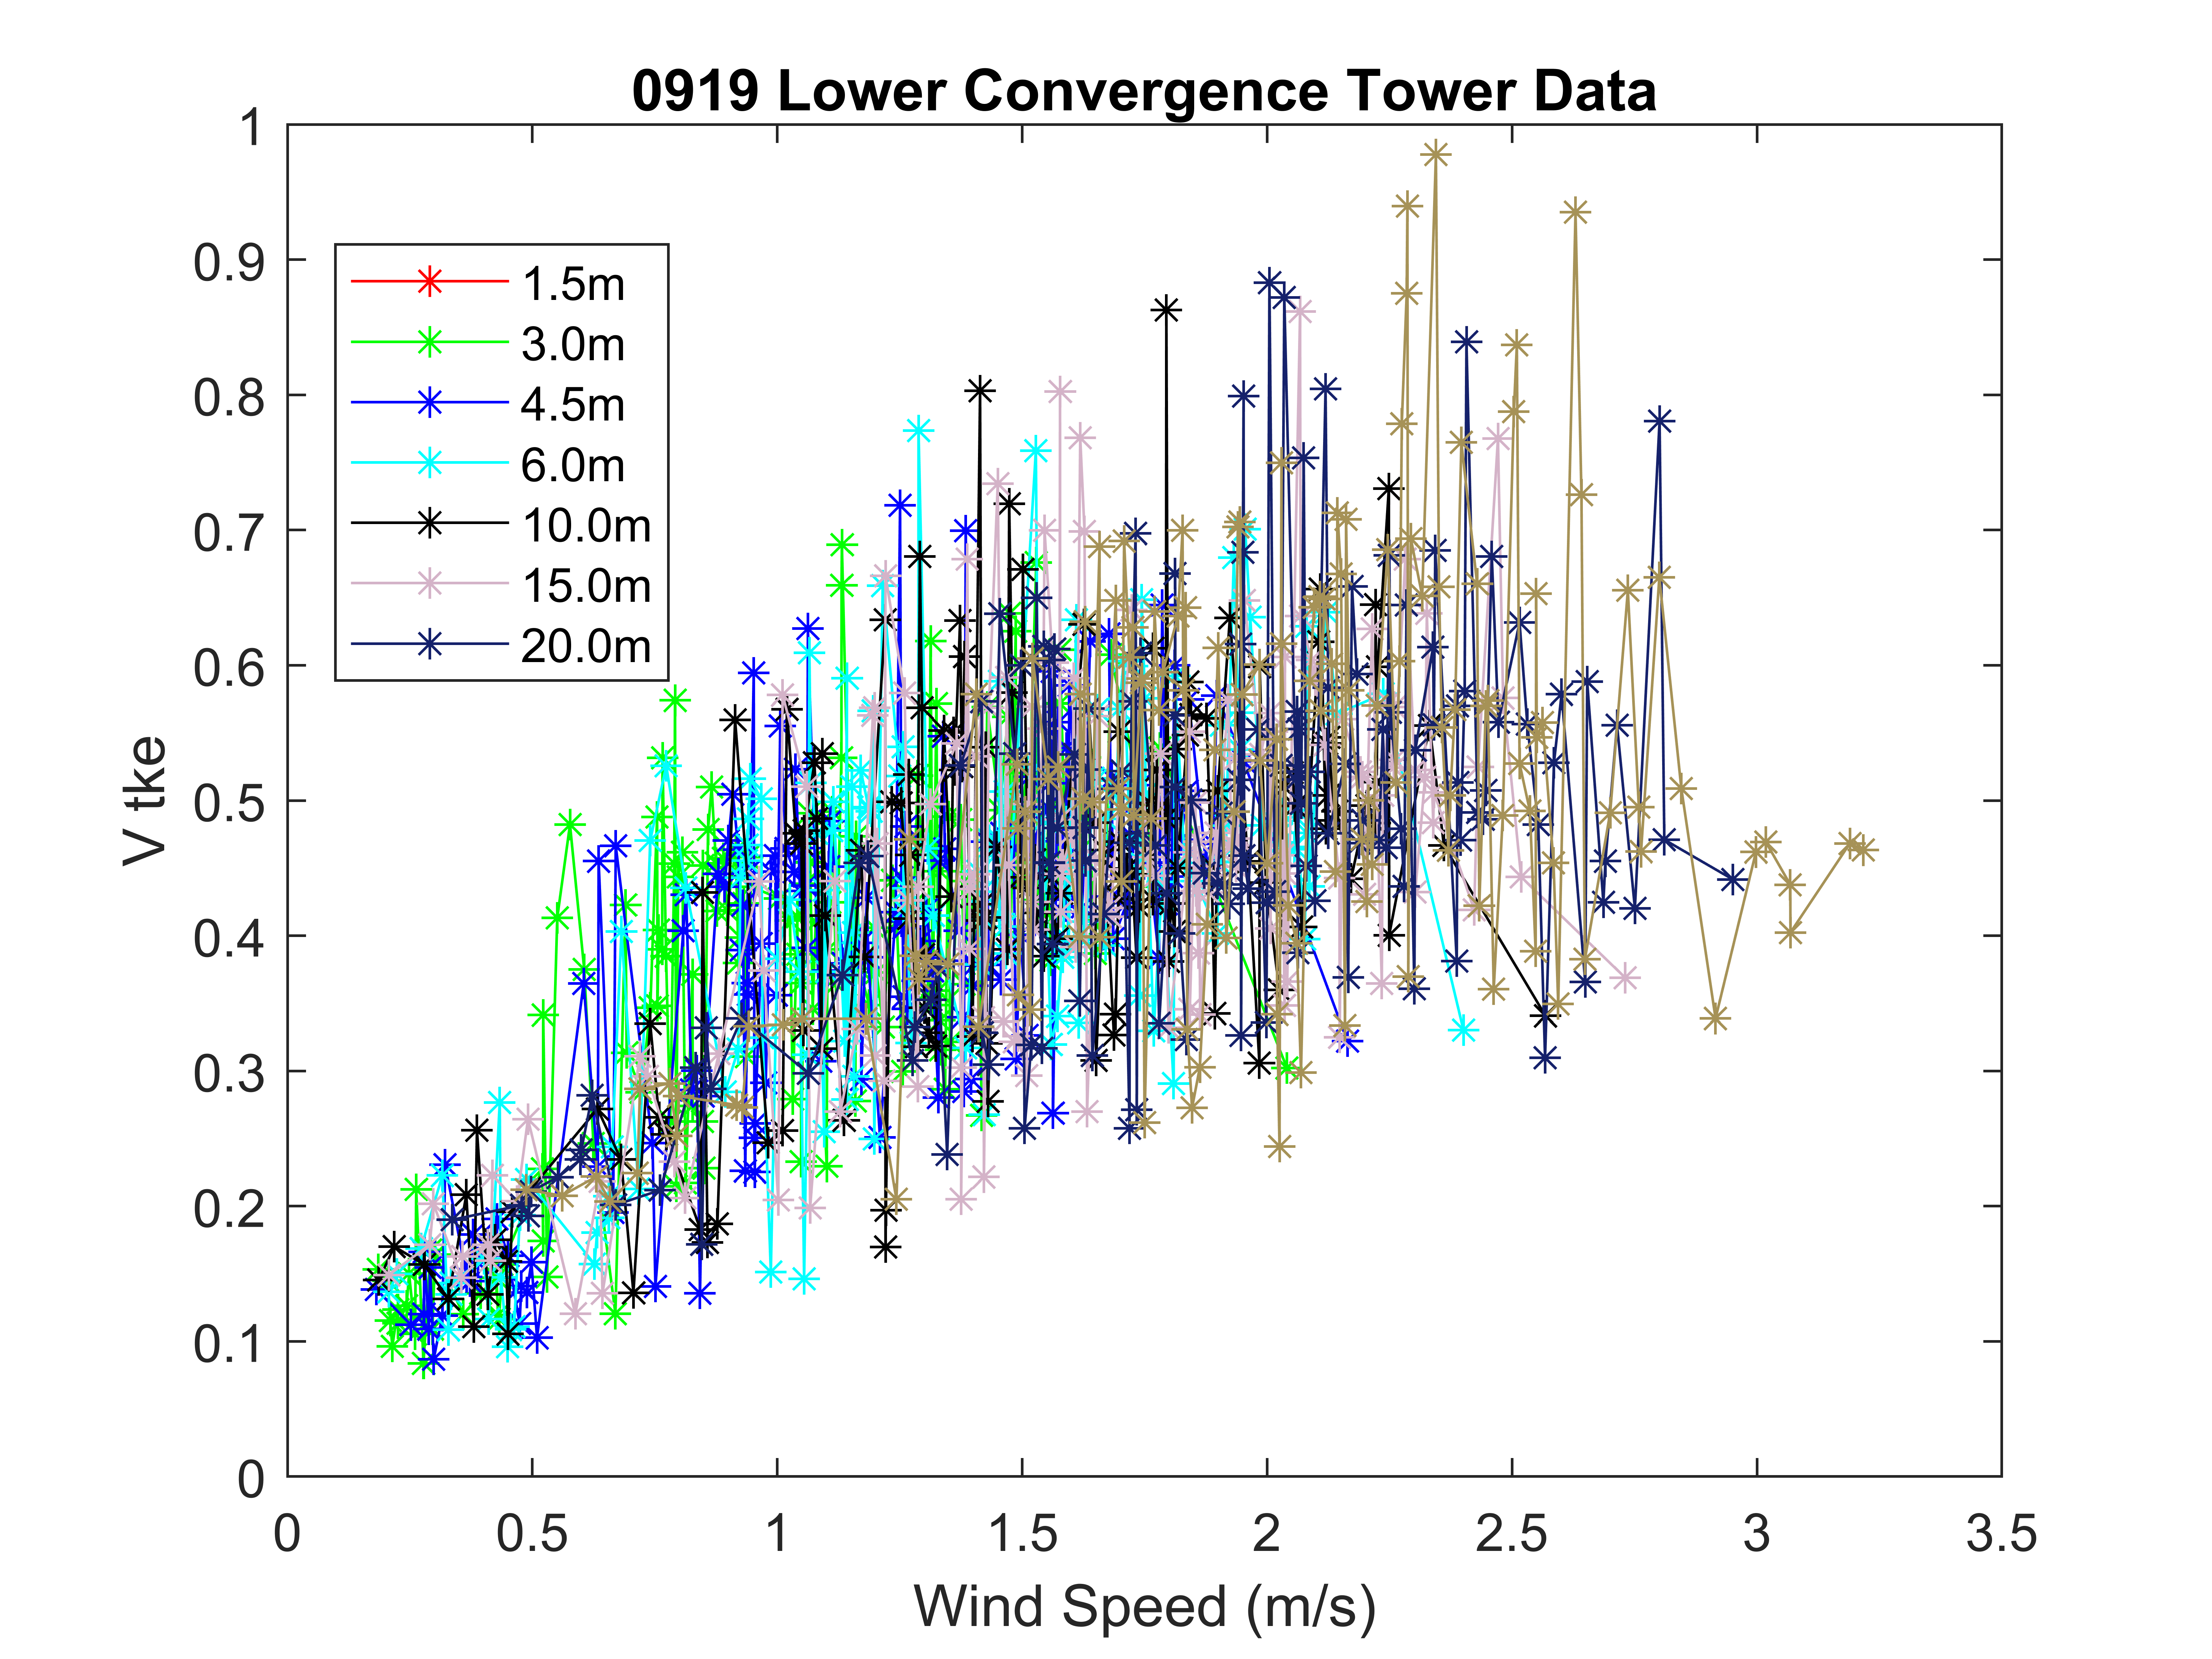 0919 Lower Convergence Tower Data
1
0.9
0.8
0.7
0.6
0.5
0.4
0.3
0.2
0.1
0
V tke
1.5m
3.0m
4.5m
6.0m
10.0m
15.0m
20.0m
0 0.5 1 1.5 2 2.5 3 3.5
Wind Speed (m/s)